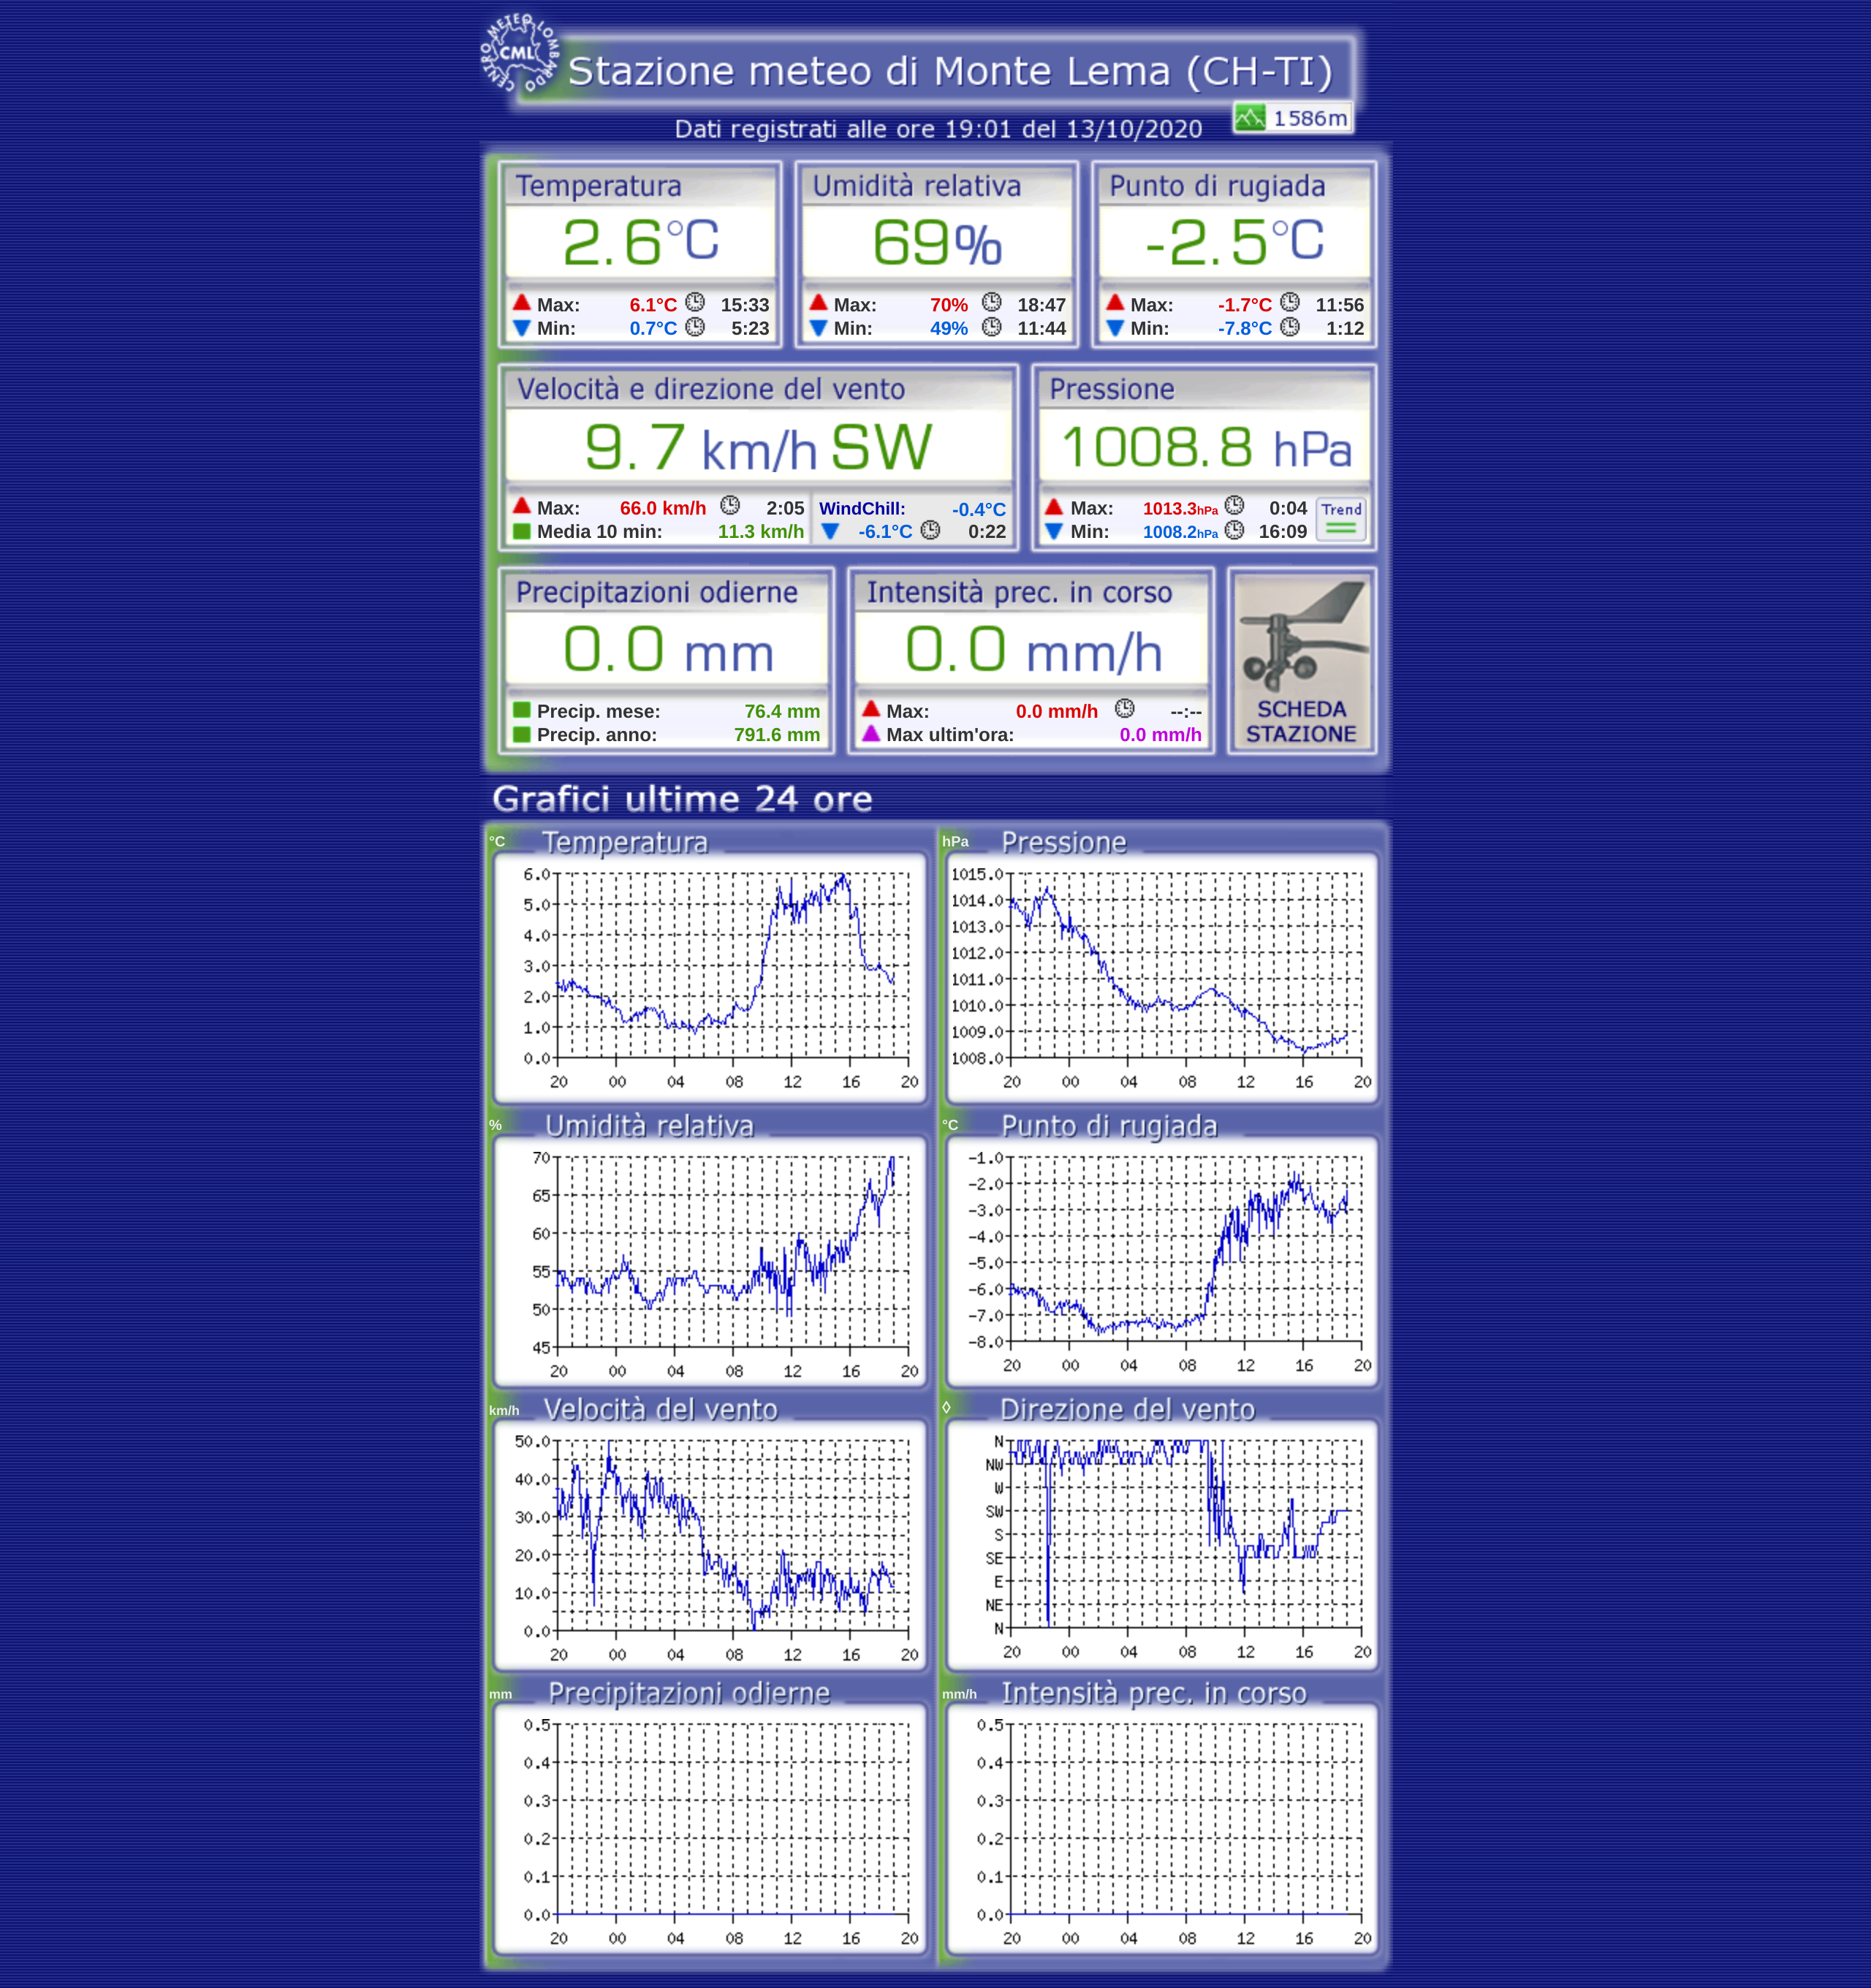 CENTRO METEO LOMBARDO
CML
Stazione meteo di Monte Lema (CH-TI)
1586m
Dati registrati alle ore 19:01 del 13/10/2020
Temperatura Umidità relativa Punto di rugiada
2.6°C 69% -2.5°C
Max: 6.1°C 15:33 Max: 70% 18:47 Max: -1.7°C 11:56
Min: 0.7°C 5:23 Min: 49% 11:44 Min: -7.8°C 1:12
Velocità e direzione del vento Pressione
9.7 km/h SW 1008.8 hPa
Max: 66.0 km/h 2:05 WindChill: -0.4°C Max: 1013.3hPa 0:04 Trend
Media 10 min: 11.3 km/h -6.1°C 0:22 Min: 1008.2hPa 16:09
Precipitazioni odierne Intensità prec. in corso
0.0 mm 0.0 mm/h
Precip. mese: 76.4 mm Max: 0.0 mm/h --:-- SCHEDA
Precip. anno: 791.6 mm Max ultim'ora: 0.0 mm/h STAZIONE
Grafici ultime 24 ore
°C Temperatura
6.0
5.0
4.0
3.0
2.0
1.0
0.0
20 00 04 08 12 16 20
hPa Pressione
1015.0
1014.0
1013.0
1012.0
1011.0
1010.0
1009.0
1008.0
20 00 04 08 12 16 20
% Umidità relativa
70
65
60
55
50
45
20 00 04 08 12 16 20
°C Punto di rugiada
-1.0
-2.0
-3.0
-4.0
-5.0
-6.0
-7.0
-8.0
20 00 04 08 12 16 20
km/h Velocità del vento
50.0
40.0
30.0
20.0
10.0
0.0
20 00 04 08 12 16 20
◊ Direzione del vento
N
NW
W
SW
S
SE
E
NE
N
20 00 04 08 12 16 20
mm Precipitazioni odierne
0.5
0.4
0.3
0.2
0.1
0.0
20 00 04 08 12 16 20
mm/h Intensità prec. in corso
0.5
0.4
0.3
0.2
0.1
0.0
20 00 04 08 12 16 20